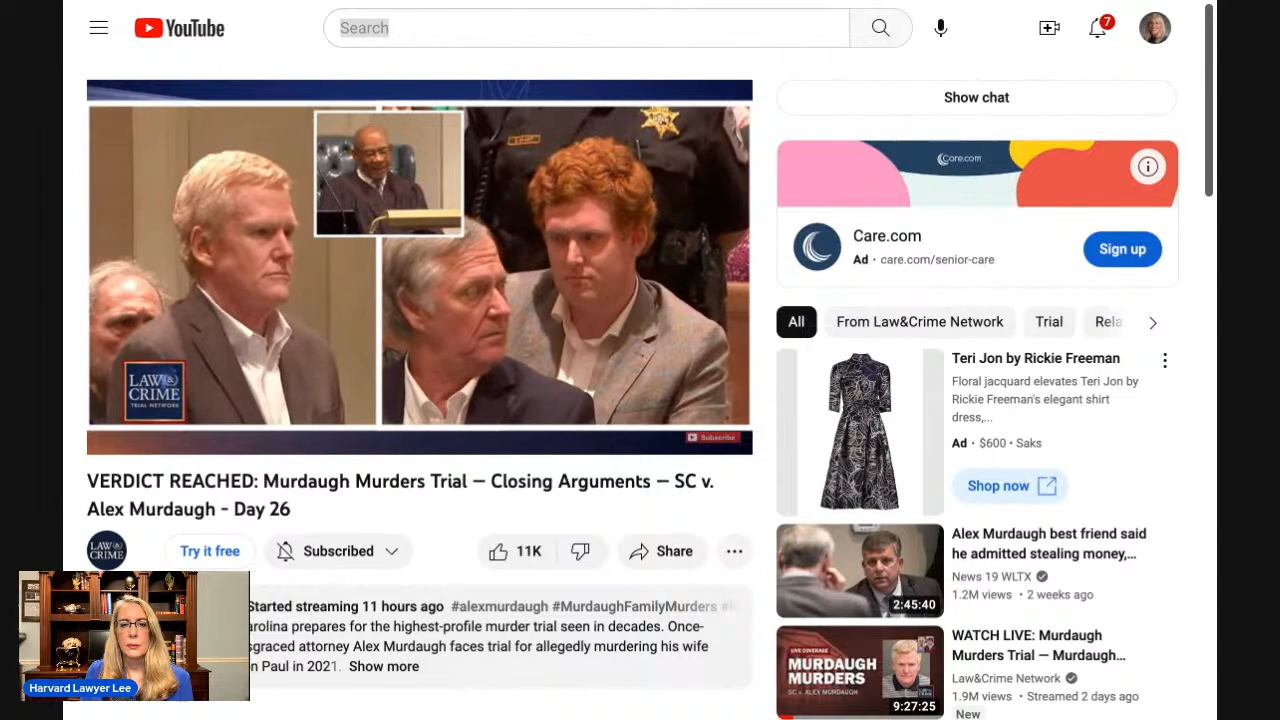 YouTube
Search
7
Show chat
Care.com
Care.com
Ad · care.com/senior-care
Sign up
LAW & CRIME
TRIAL NETWORK
Subscribe
All
From Law&Crime Network
Trial
Rela
Teri Jon by Rickie Freeman
Floral jacquard elevates Teri Jon by
Rickie Freeman's elegant shirt
dress,...
Ad · $600 · Saks
Shop now
VERDICT REACHED: Murdaugh Murders Trial — Closing Arguments — SC v.
Alex Murdaugh - Day 26
LAW & CRIME
Try it free
Subscribed
11K
Share
Started streaming 11 hours ago #alexmurdaugh #MurdaughFamilyMurders
arolina prepares for the highest-profile murder trial seen in decades. Once-
sgraced attorney Alex Murdaugh faces trial for allegedly murdering his wife
n Paul in 2021. Show more
Harvard Lawyer Lee
Alex Murdaugh best friend said
he admitted stealing money,...
News 19 WLTX
1.2M views · 2 weeks ago
2:45:40
WATCH LIVE: Murdaugh
Murders Trial — Murdaugh...
Law&Crime Network
1.9M views · Streamed 2 days ago
New
LIVE COVERAGE
MURDAUGH
MURDERS
SC v. ALEX MURDAUGH
9:27:25